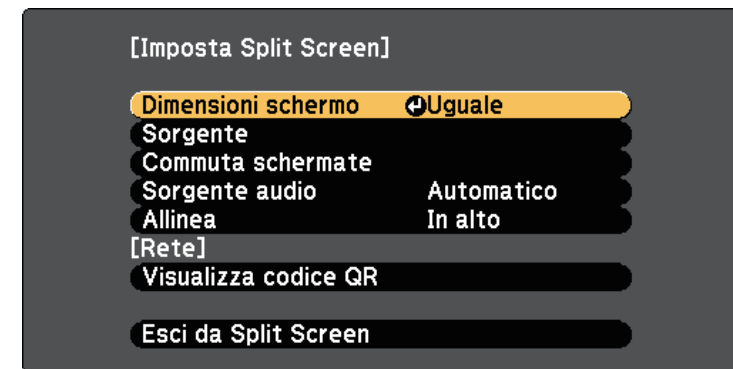 [Imposta Split Screen]
Dimensioni schermo Uguale
Sorgente
Commuta schermate
Sorgente audio Automatico
Allinea In alto
[Rete]
Visualizza codice QR
Esci da Split Screen